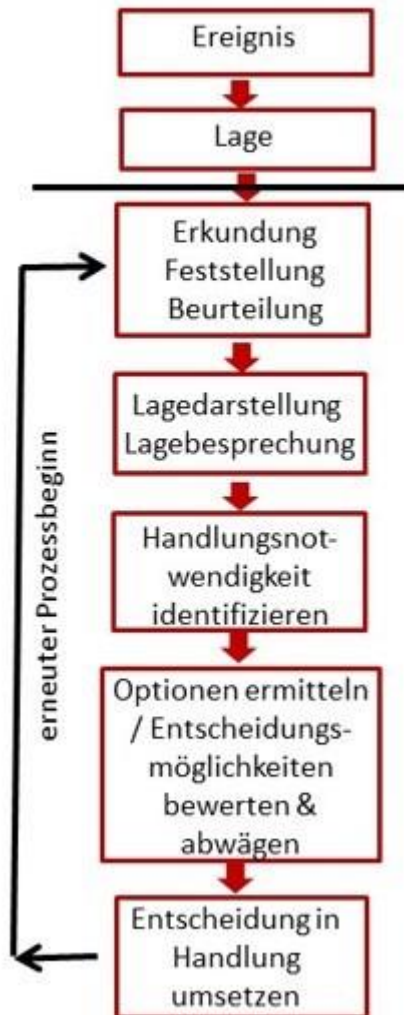 Ereignis
Lage
Erkundung
Feststellung
Beurteilung
Lagedarstellung
Lagebesprechung
Handlungsnot-
wendigkeit
identifizieren
Optionen ermitteln
/ Entscheidungs-
möglichkeiten
bewerten &
abwägen
Entscheidung in
Handlung
umsetzen
erneuter Prozessbeginn